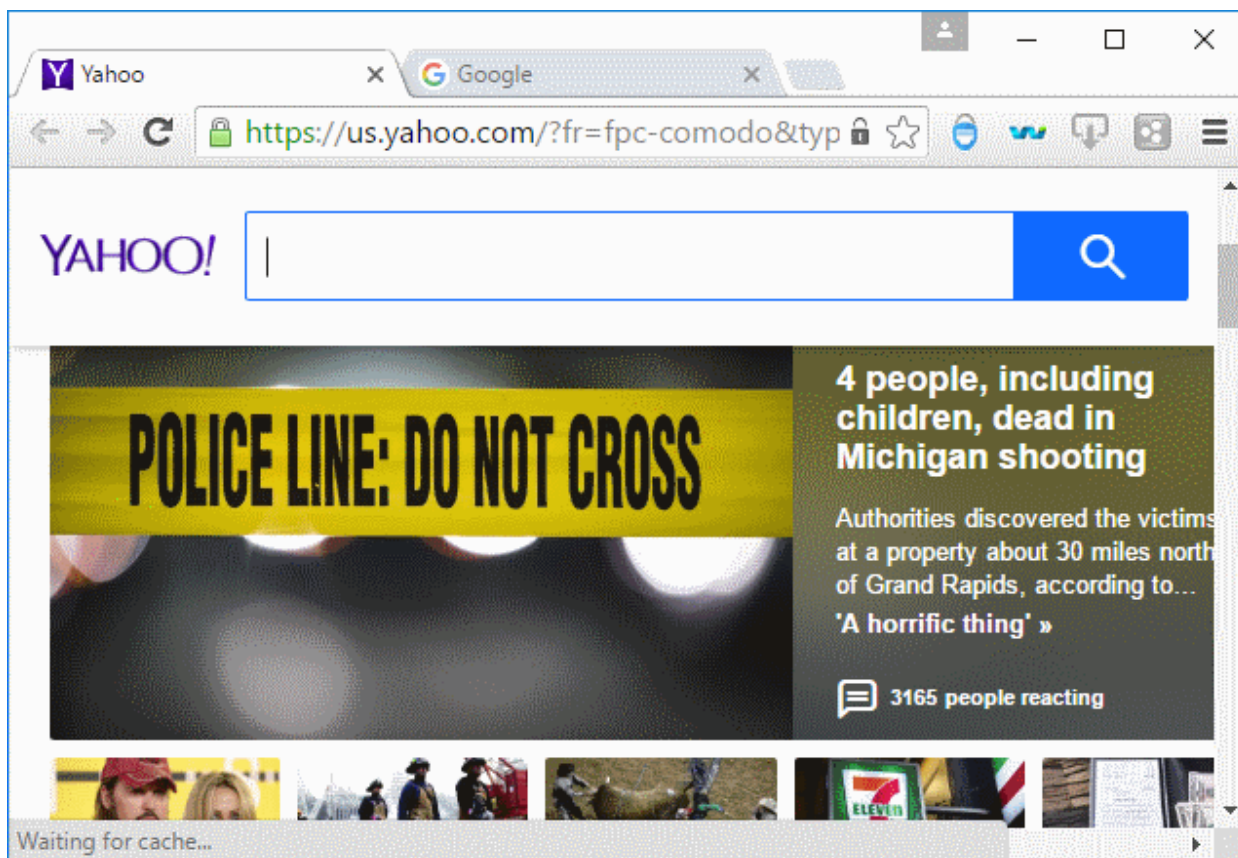 Yahoo
Google
https://us.yahoo.com/?fr=fpc-comodo&typ
YAHOO!
POLICE LINE: DO NOT CROSS
4 people, including
children, dead in
Michigan shooting
Authorities discovered the victims
at a property about 30 miles north
of Grand Rapids, according to...
'A horrific thing' »
3165 people reacting
7
ELEVEN
Waiting for cache...